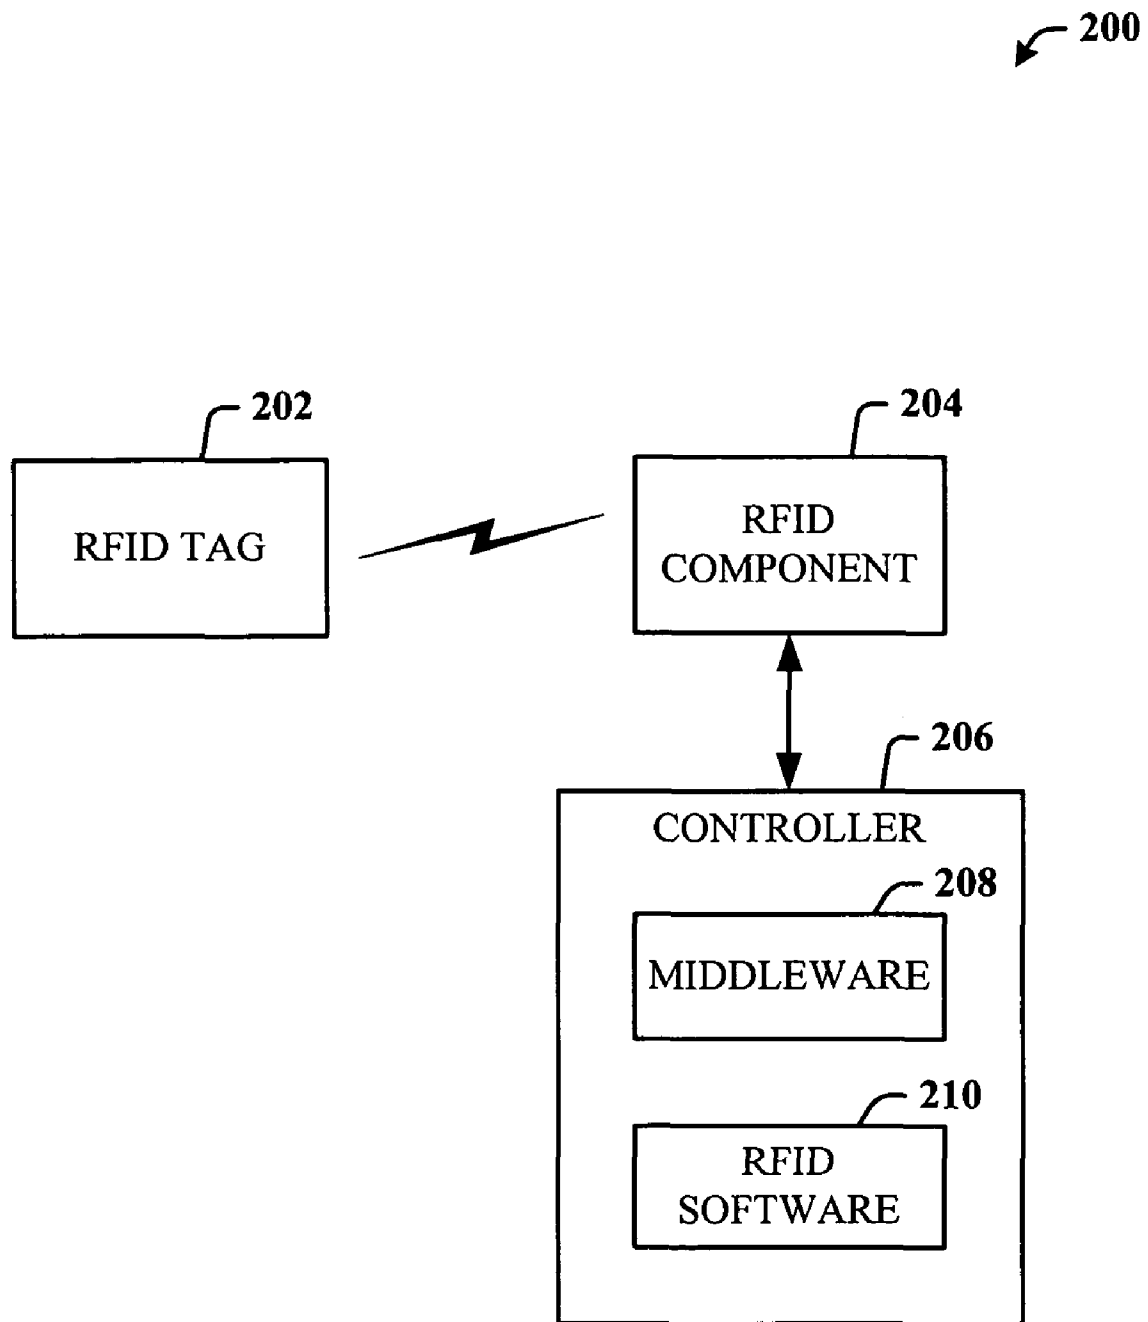 200
202
204
RFID TAG
RFID
COMPONENT
206
CONTROLLER
208
MIDDLEWARE
210
RFID
SOFTWARE